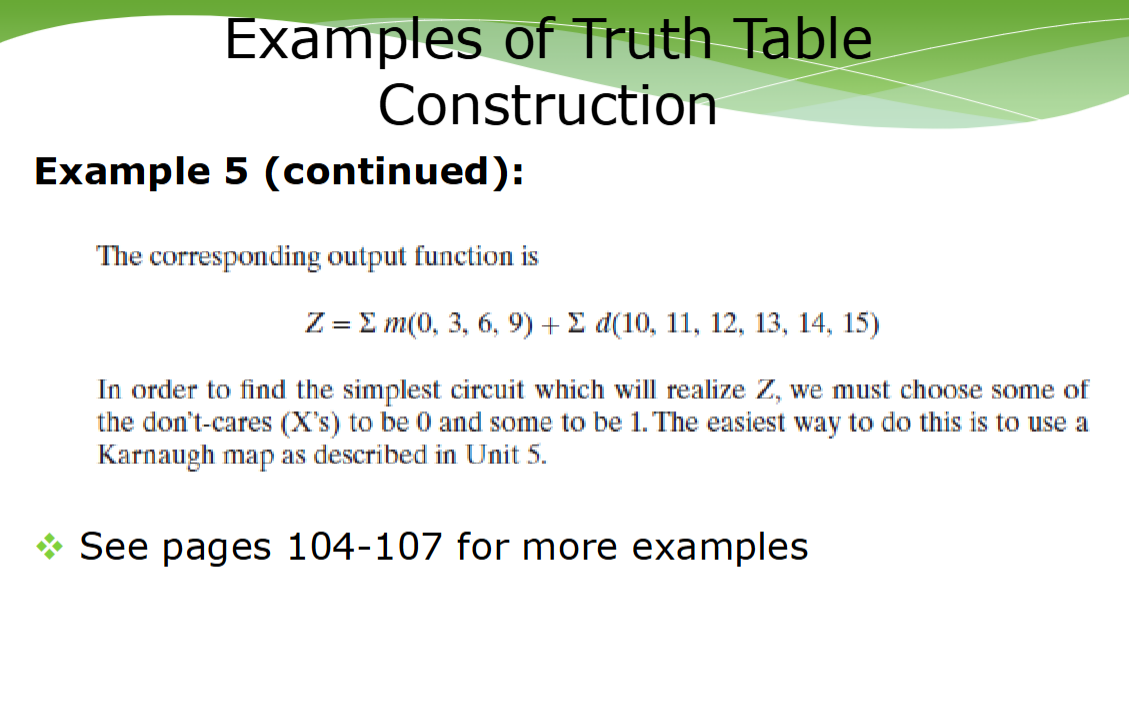 Examples of Truth Table
Construction
Example 5 (continued):
The corresponding output function is
Z = Σ m(0, 3, 6, 9) + Σ d(10, 11, 12, 13, 14, 15)
In order to find the simplest circuit which will realize Z, we must choose some of
the don't-cares (X's) to be 0 and some to be 1. The easiest way to do this is to use a
Karnaugh map as described in Unit 5.
❖ See pages 104-107 for more examples